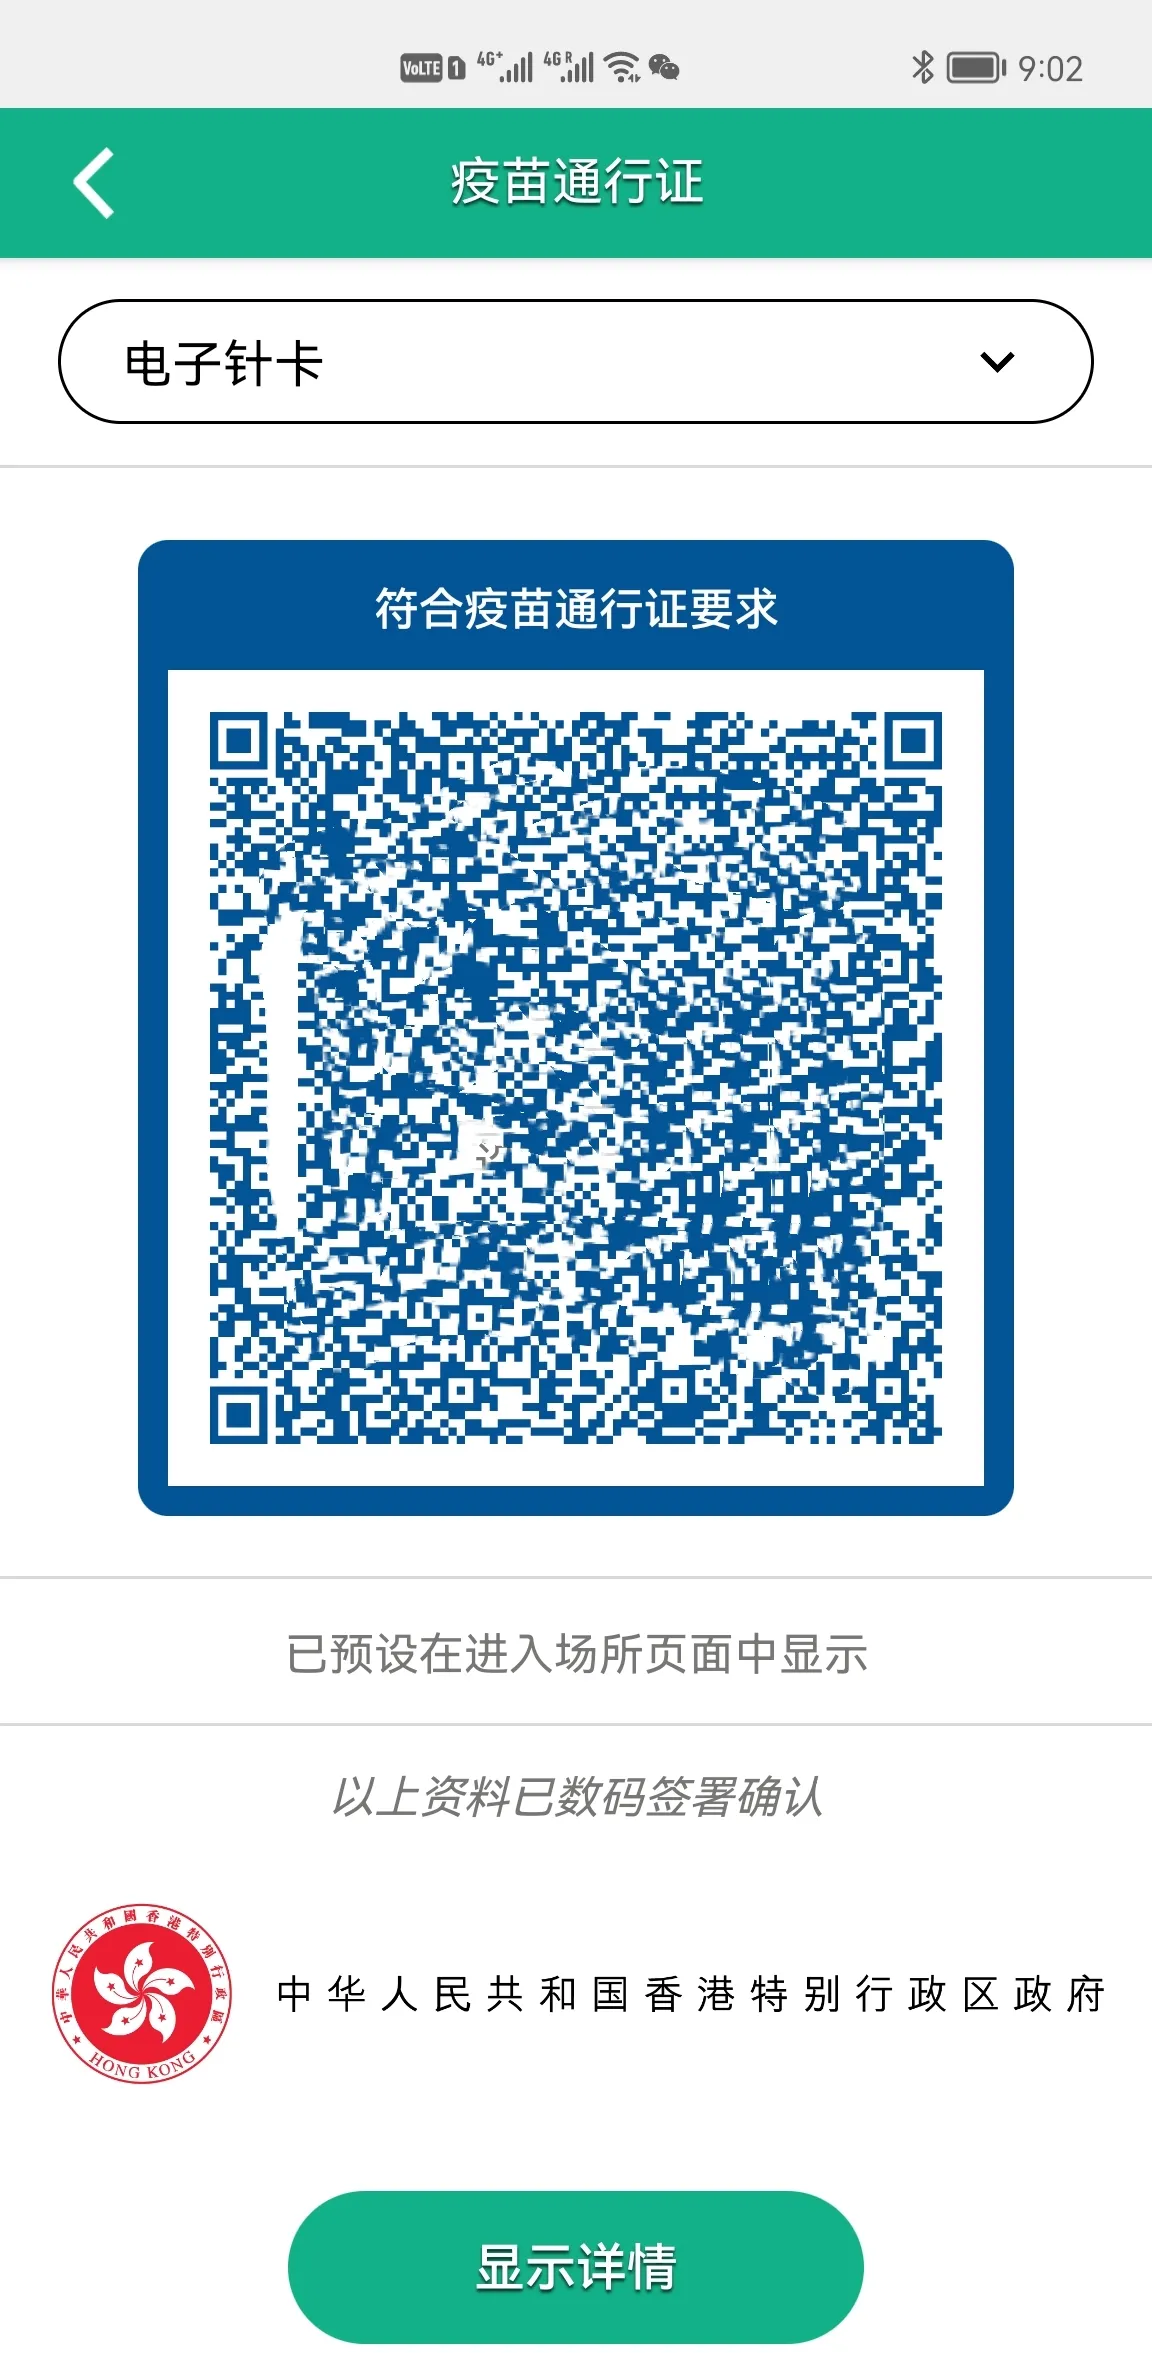 VoLTE 1 4G+ 4G R 9:02
疫苗通行证
电子针卡
符合疫苗通行证要求
已预设在进入场所页面中显示
以上资料已数码签署确认
中华人民共和国香港特别行政区
HONG KONG
中华人民共和国香港特别行政区政府
显示详情